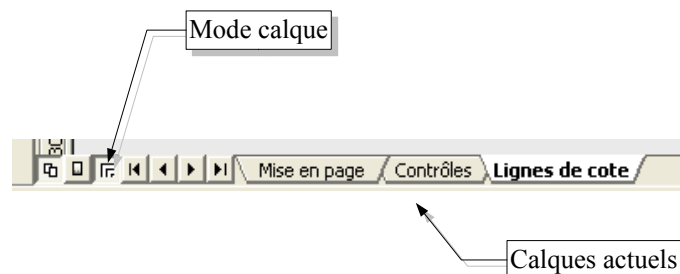 Mode calque
Mise en page
Contrôles
Lignes de cote
Calques actuels